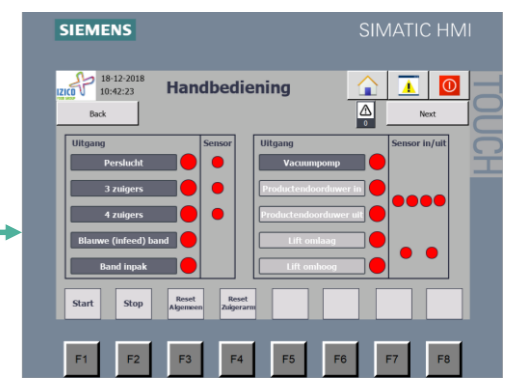 SIEMENS
SIMATIC HMI
TOUCH
IZICO
18-12-2018
10:42:23
Handbediening
Back
0
Next
Uitgang
Sensor
Perslucht
3 zuigers
4 zuigers
Blauwe (infeed) band
Band inpak
Uitgang
Sensor in/uit
Vacuumpomp
Productendoorduwer in
Productendoorduwer uit
Lift omlaag
Lift omhoog
Start
Stop
Reset
Algemeen
Reset
Zuigerarm
F1
F2
F3
F4
F5
F6
F7
F8